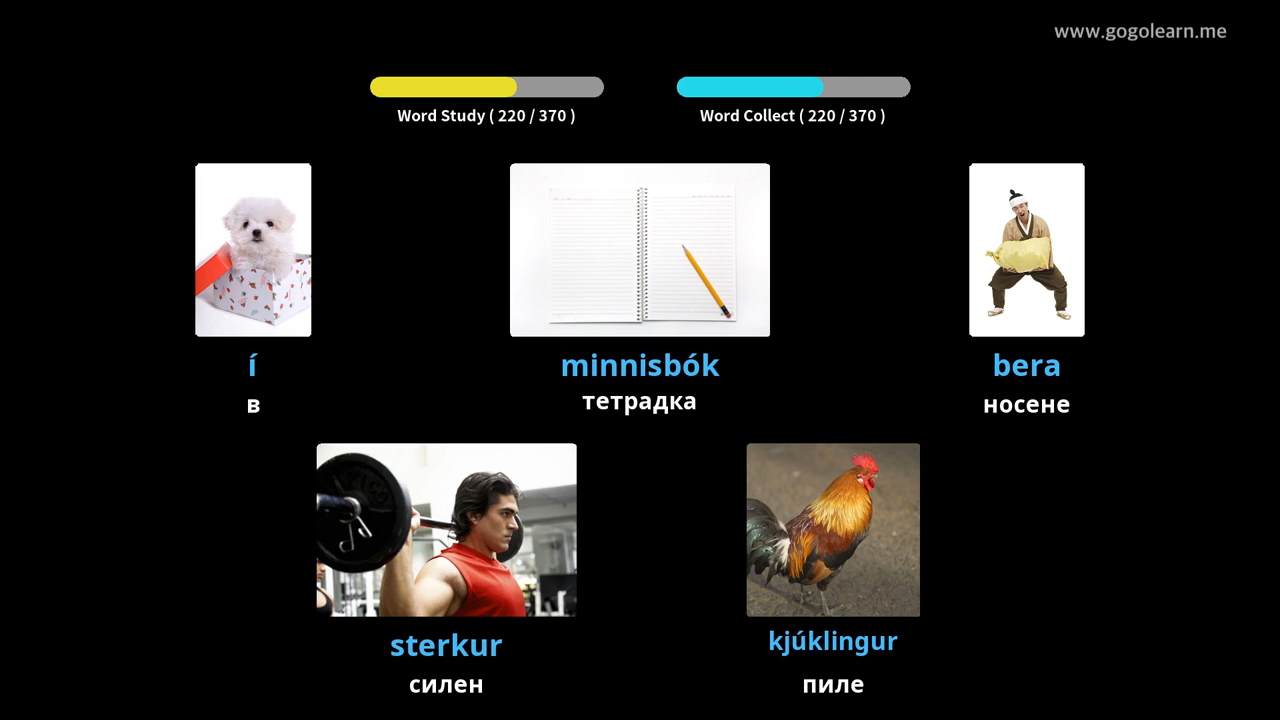 www.gogolearn.me
Word Study ( 220 / 370 )
Word Collect ( 220 / 370 )
í
в
minnisbók
тетрадка
bera
носене
sterkur
силен
kjúklingur
пиле